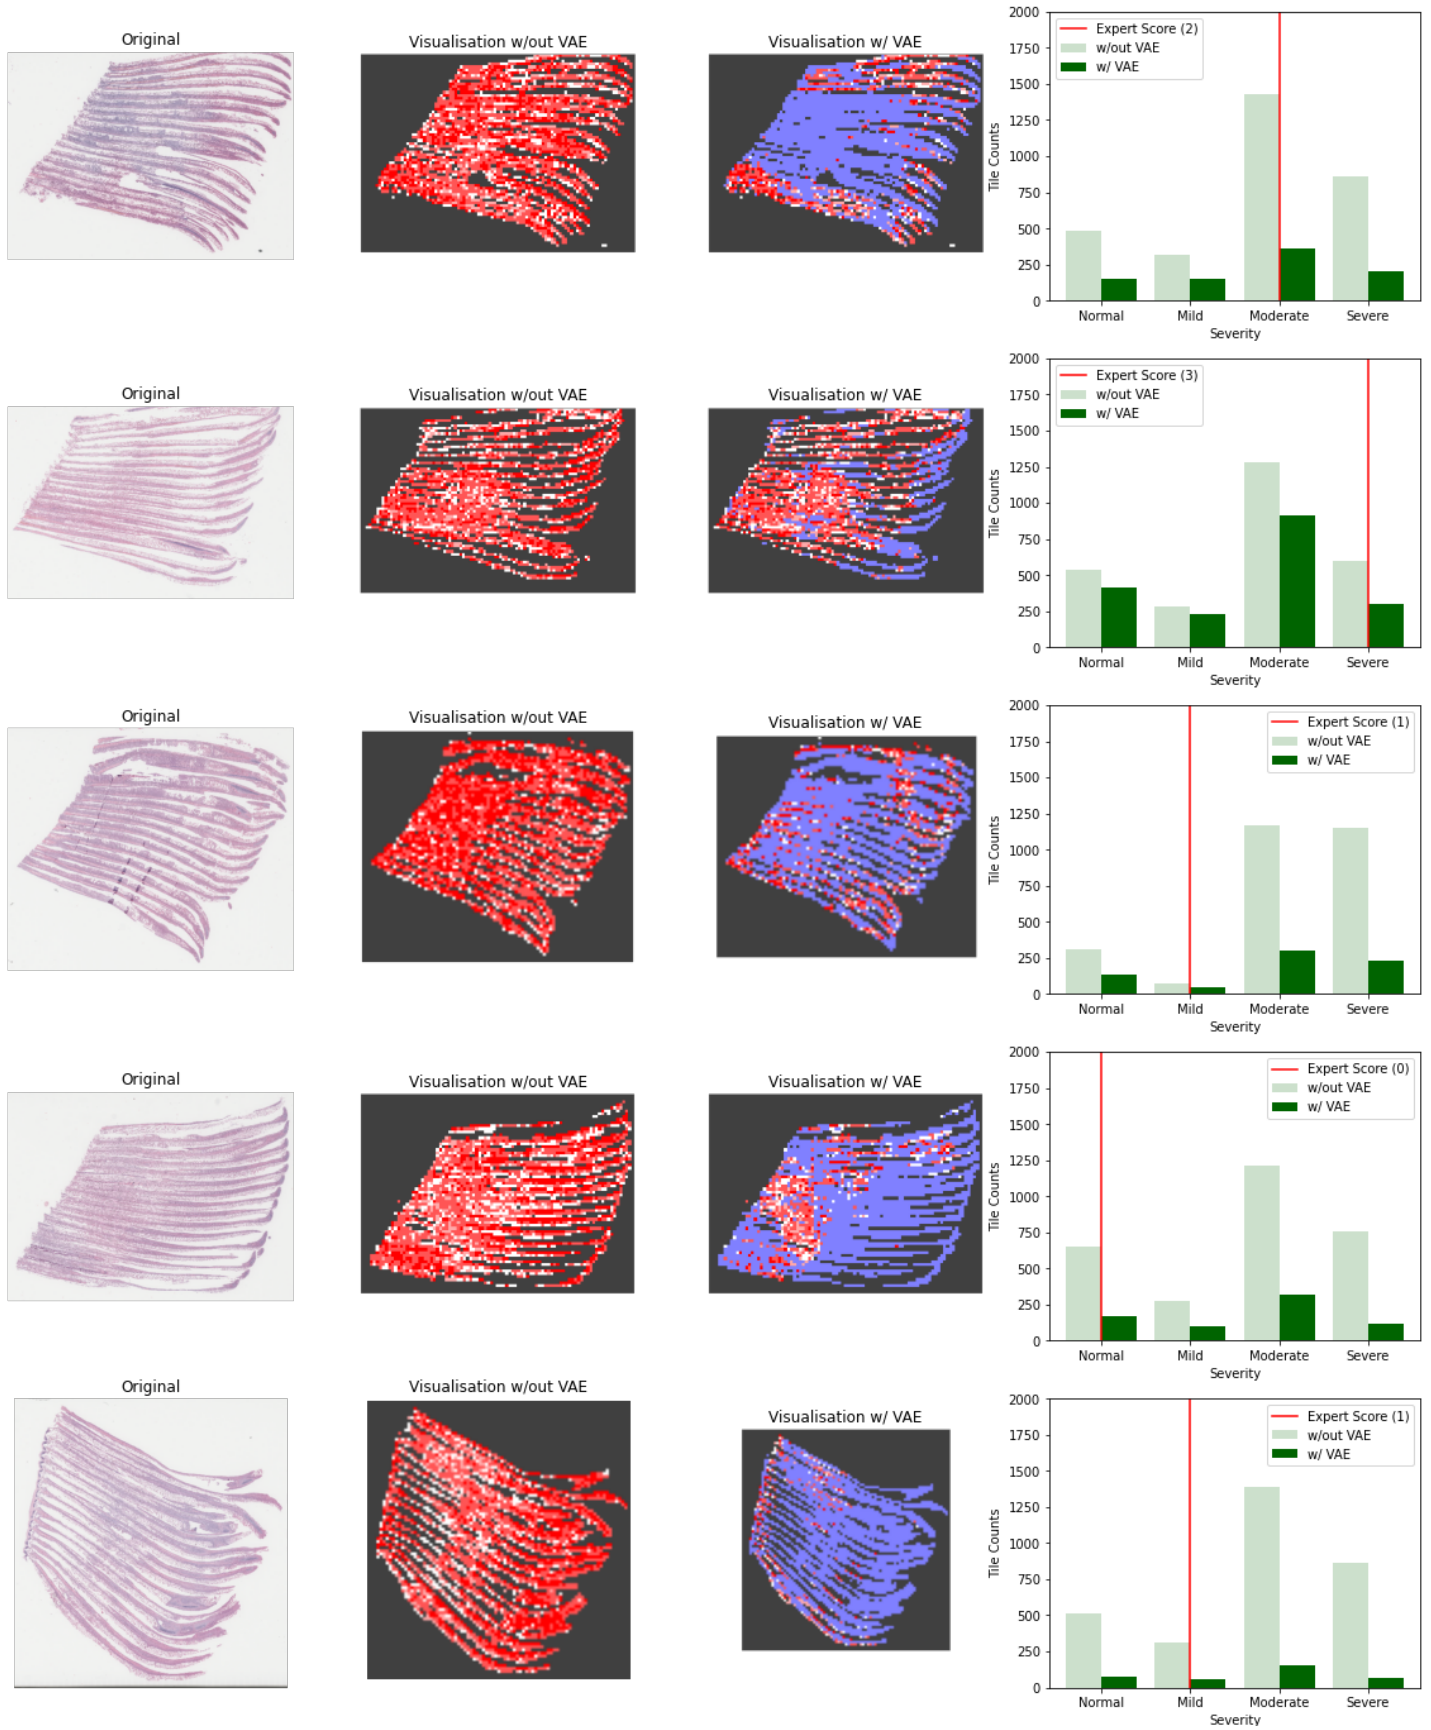 Original
Visualisation w/out VAE
Visualisation w/ VAE
2000
1750
1500
1250
1000
750
500
250
0
Tile Counts
Expert Score (2)
w/out VAE
w/ VAE
Normal Mild Moderate Severe
Severity
Original
Visualisation w/out VAE
Visualisation w/ VAE
2000
1750
1500
1250
1000
750
500
250
0
Tile Counts
Expert Score (3)
w/out VAE
w/ VAE
Normal Mild Moderate Severe
Severity
Original
Visualisation w/out VAE
Visualisation w/ VAE
2000
1750
1500
1250
1000
750
500
250
0
Tile Counts
Expert Score (1)
w/out VAE
w/ VAE
Normal Mild Moderate Severe
Severity
Original
Visualisation w/out VAE
Visualisation w/ VAE
2000
1750
1500
1250
1000
750
500
250
0
Tile Counts
Expert Score (0)
w/out VAE
w/ VAE
Normal Mild Moderate Severe
Severity
Original
Visualisation w/out VAE
Visualisation w/ VAE
2000
1750
1500
1250
1000
750
500
250
0
Tile Counts
Expert Score (1)
w/out VAE
w/ VAE
Normal Mild Moderate Severe
Severity